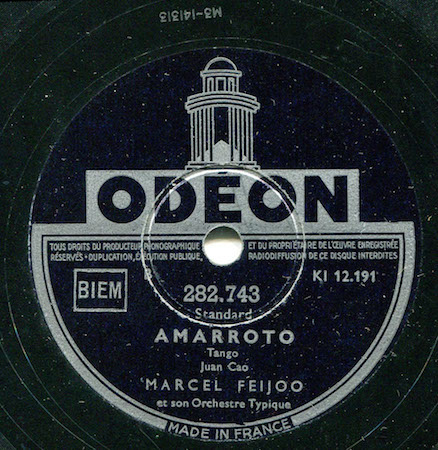 M3-141313
ODÉON
TOUS DROITS DU PRODUCTEUR PHONOGRAPHIQUE ET DU PROPRIÉTAIRE DE L'ŒUVRE ENREGISTRÉE
RÉSERVÉS • DUPLICATION, EXÉCUTION PUBLIQUE, RADIODIFFUSION DE CE DISQUE INTERDITES
BIEM
282.743
KI 12.191
Standard
AMARROTO
Tango
Juan Cao
MARCEL FEIJOO
et son Orchestre Typique
MADE IN FRANCE